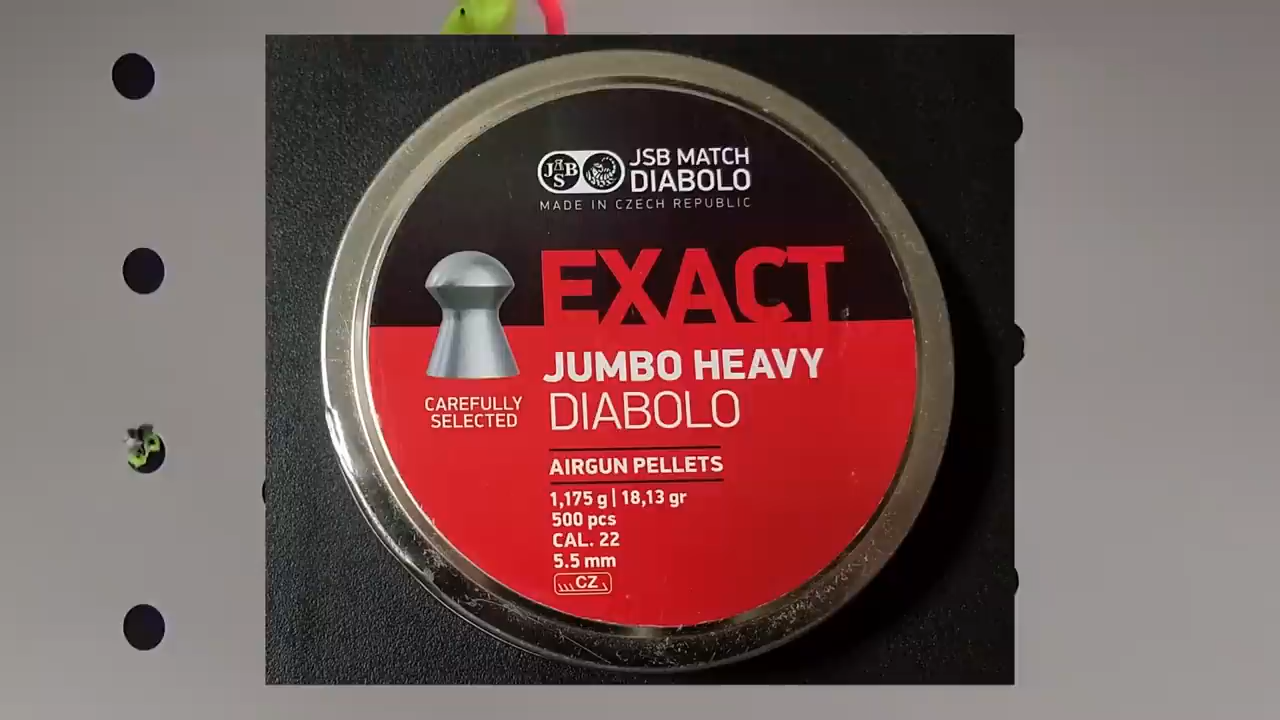 JSB
JSB MATCH
DIABOLO
MADE IN CZECH REPUBLIC
EXACT
JUMBO HEAVY
DIABOLO
CAREFULLY
SELECTED
AIRGUN PELLETS
1,175 g | 18,13 gr
500 pcs
CAL. 22
5.5 mm
CZ